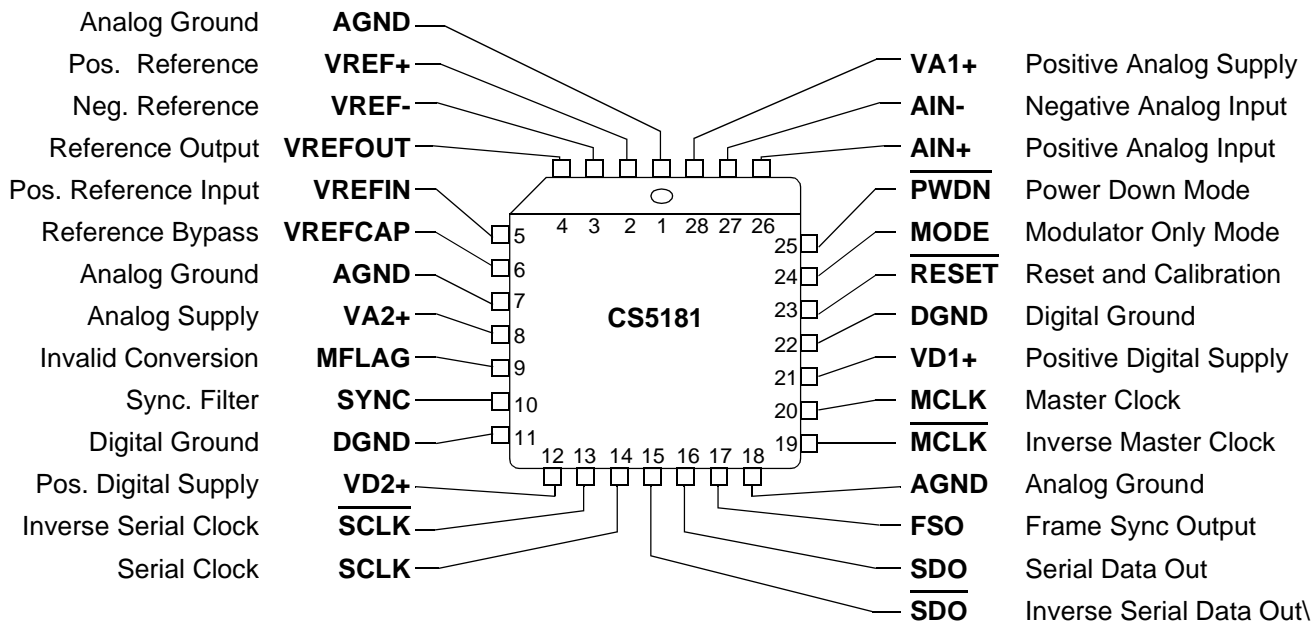 Analog Ground AGND
Pos. Reference VREF+
Neg. Reference VREF-
Reference Output VREFOUT
Pos. Reference Input VREFIN
Reference Bypass VREFCAP
Analog Ground AGND
Analog Supply VA2+
Invalid Conversion MFLAG
Sync. Filter SYNC
Digital Ground DGND
Pos. Digital Supply VD2+
Inverse Serial Clock S̅C̅L̅K̅
Serial Clock SCLK
4 3 2 1 28 27 26
5
6
7
8
9
10
11
CS5181
25
24
23
22
21
20
19
12 13 14 15 16 17 18
VA1+ Positive Analog Supply
AIN- Negative Analog Input
AIN+ Positive Analog Input
P̅W̅D̅N̅ Power Down Mode
MODE Modulator Only Mode
R̅E̅S̅E̅T̅ Reset and Calibration
DGND Digital Ground
VD1+ Positive Digital Supply
MCLK Master Clock
M̅C̅L̅K̅ Inverse Master Clock
AGND Analog Ground
FSO Frame Sync Output
SDO Serial Data Out
S̅D̅O̅ Inverse Serial Data Out\